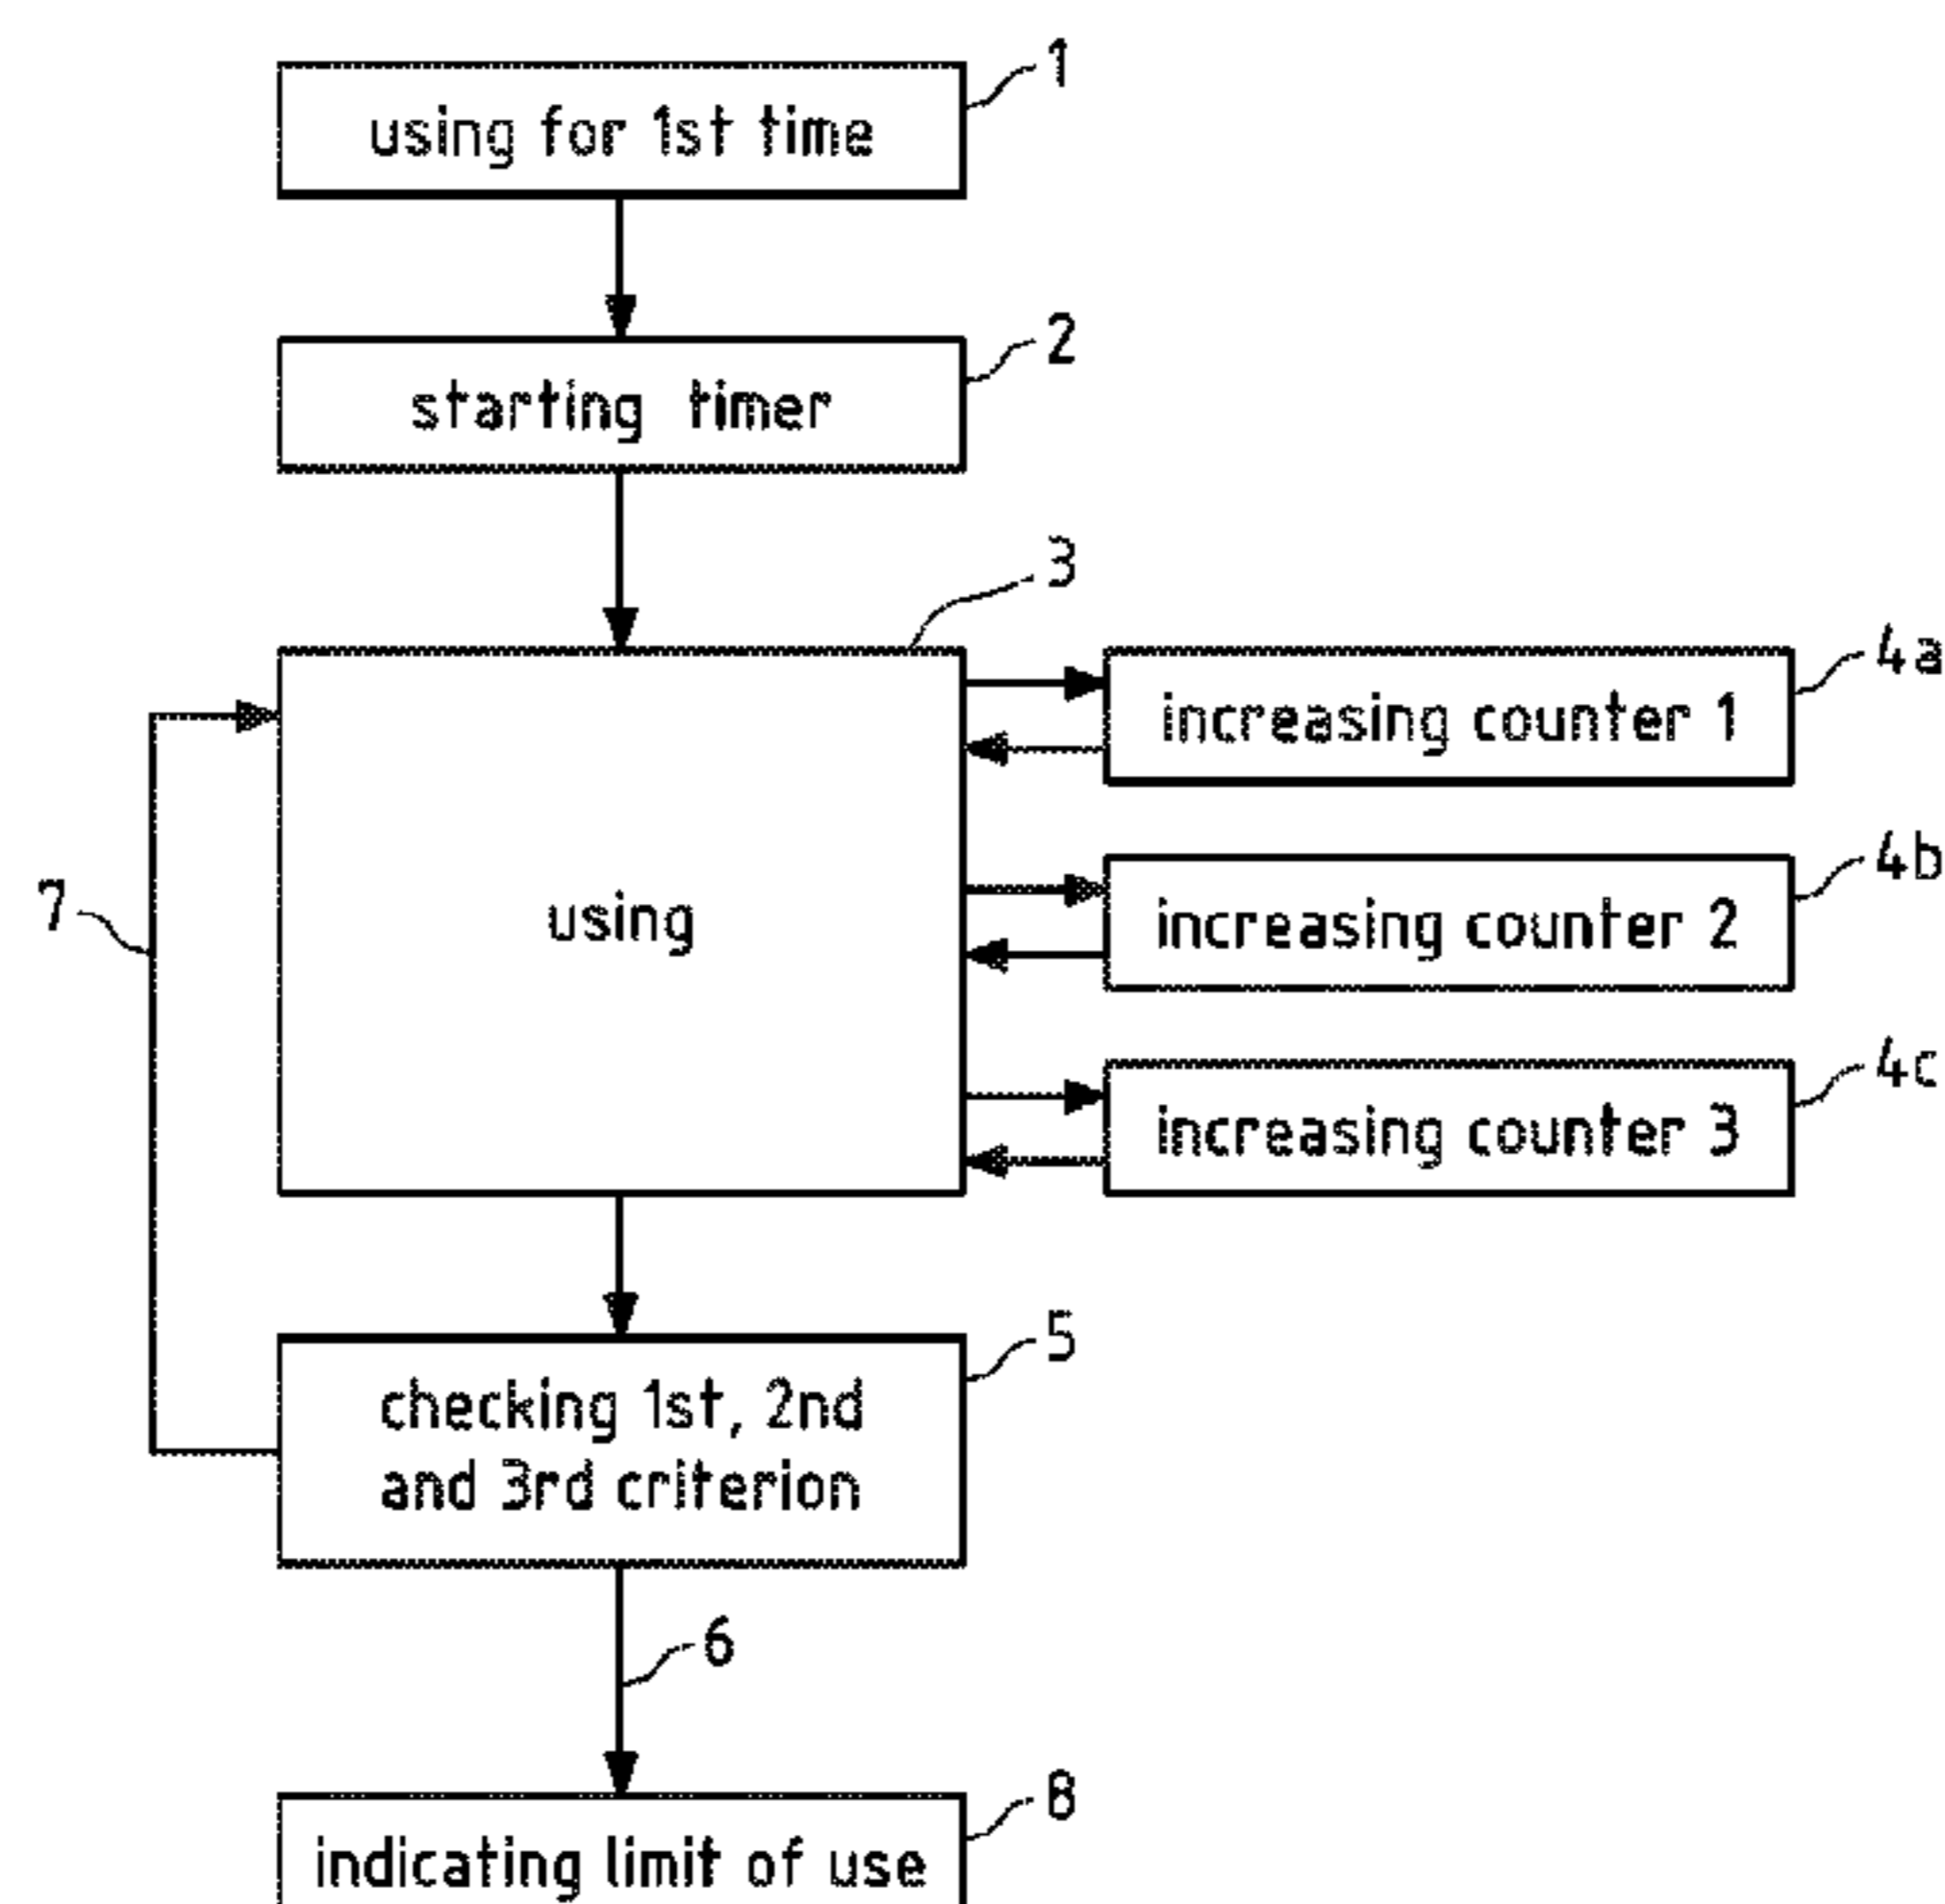 1
using for 1st time
2
starting timer
3
4a
increasing counter 1
4b
7
using
increasing counter 2
4c
increasing counter 3
5
checking 1st, 2nd
and 3rd criterion
6
8
indicating limit of use